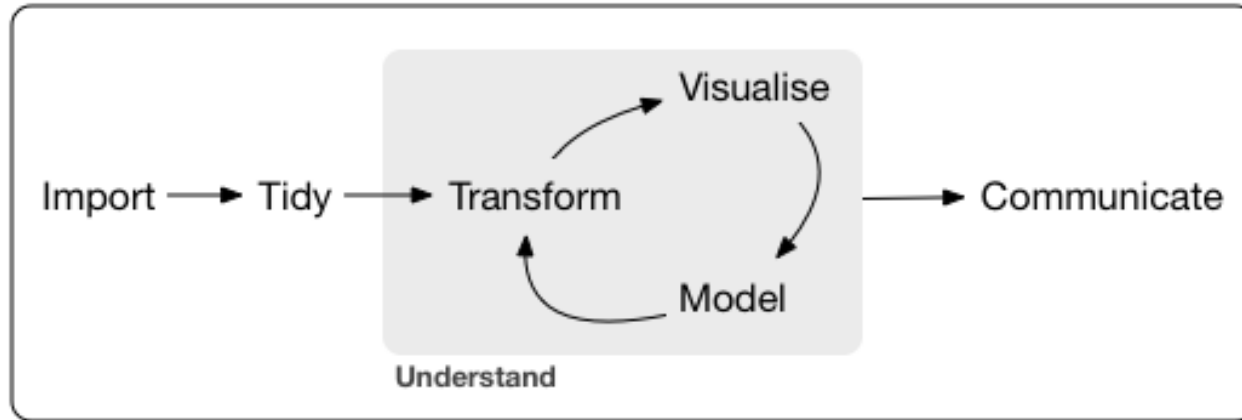 Visualise
Import
Tidy
Transform
Communicate
Model
Understand